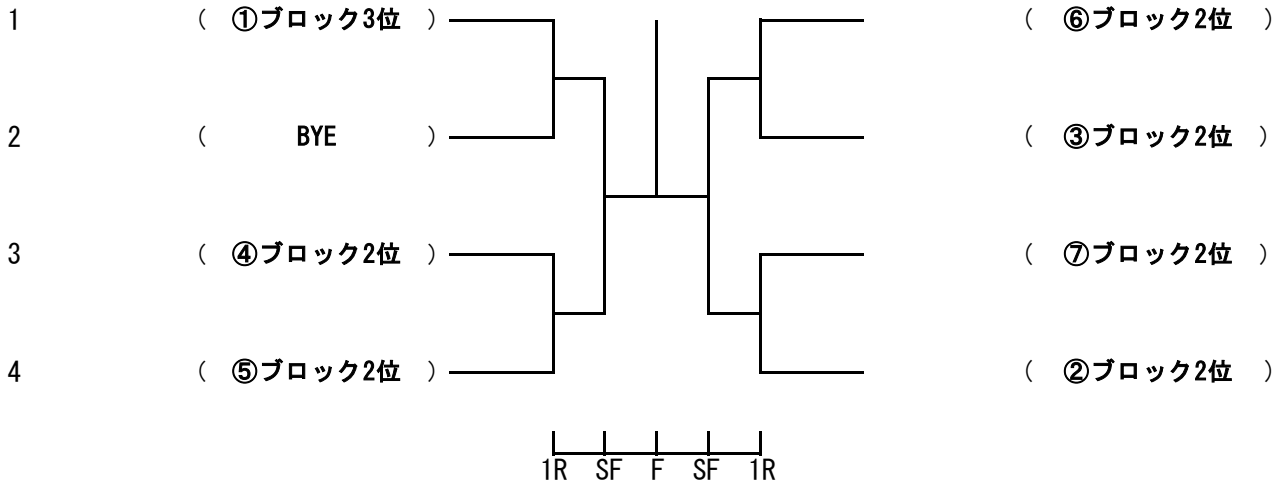 1 ( ①ブロック3位 ) ( ⑥ブロック2位 )
2 ( BYE ) ( ③ブロック2位 )
3 ( ④ブロック2位 ) ( ⑦ブロック2位 )
4 ( ⑤ブロック2位 ) ( ②ブロック2位 )
1R SF F SF 1R